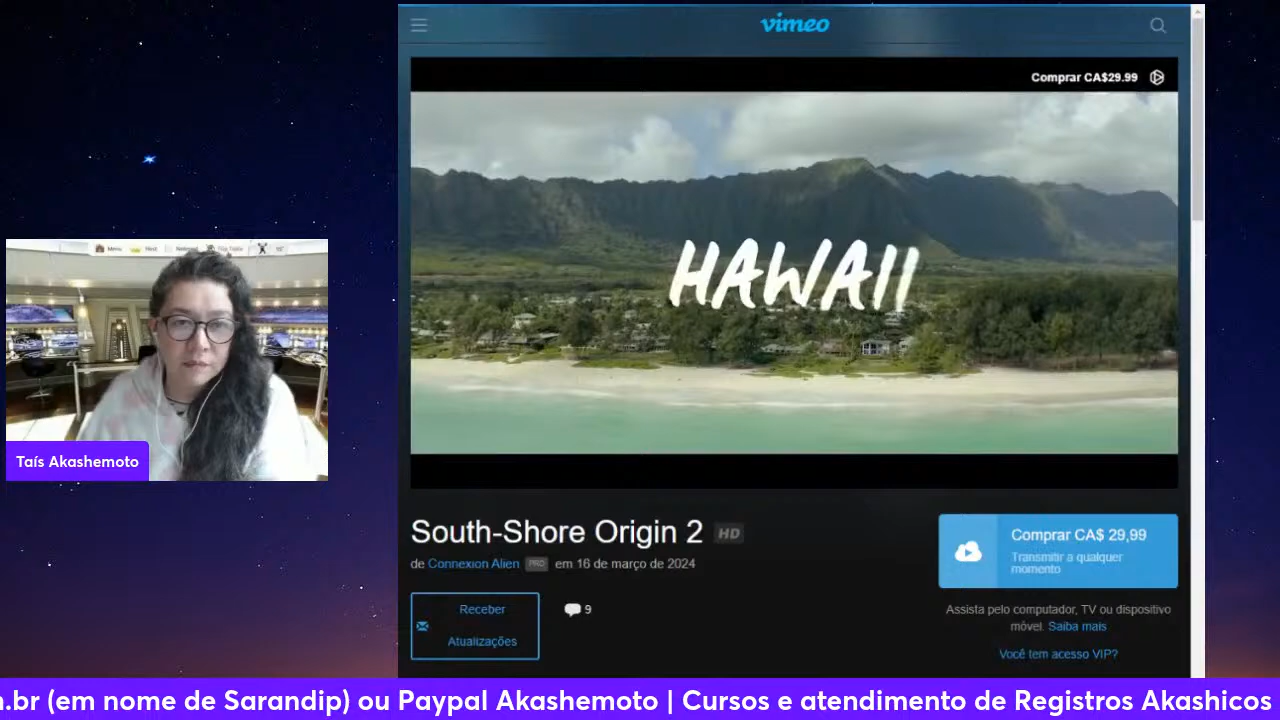 vimeo
Comprar CA$29.99
HAWAII
Menu
Taís Akashemoto
South-Shore Origin 2 HD
de Connexion Alien PRO em 16 de março de 2024
Comprar CA$ 29,99
Transmitir a qualquer
momento
Receber
Atualizações
9
Assista pelo computador, TV ou dispositivo
móvel. Saiba mais
Você tem acesso VIP?
.br (em nome de Sarandip) ou Paypal Akashemoto | Cursos e atendimento de Registros Akashicos